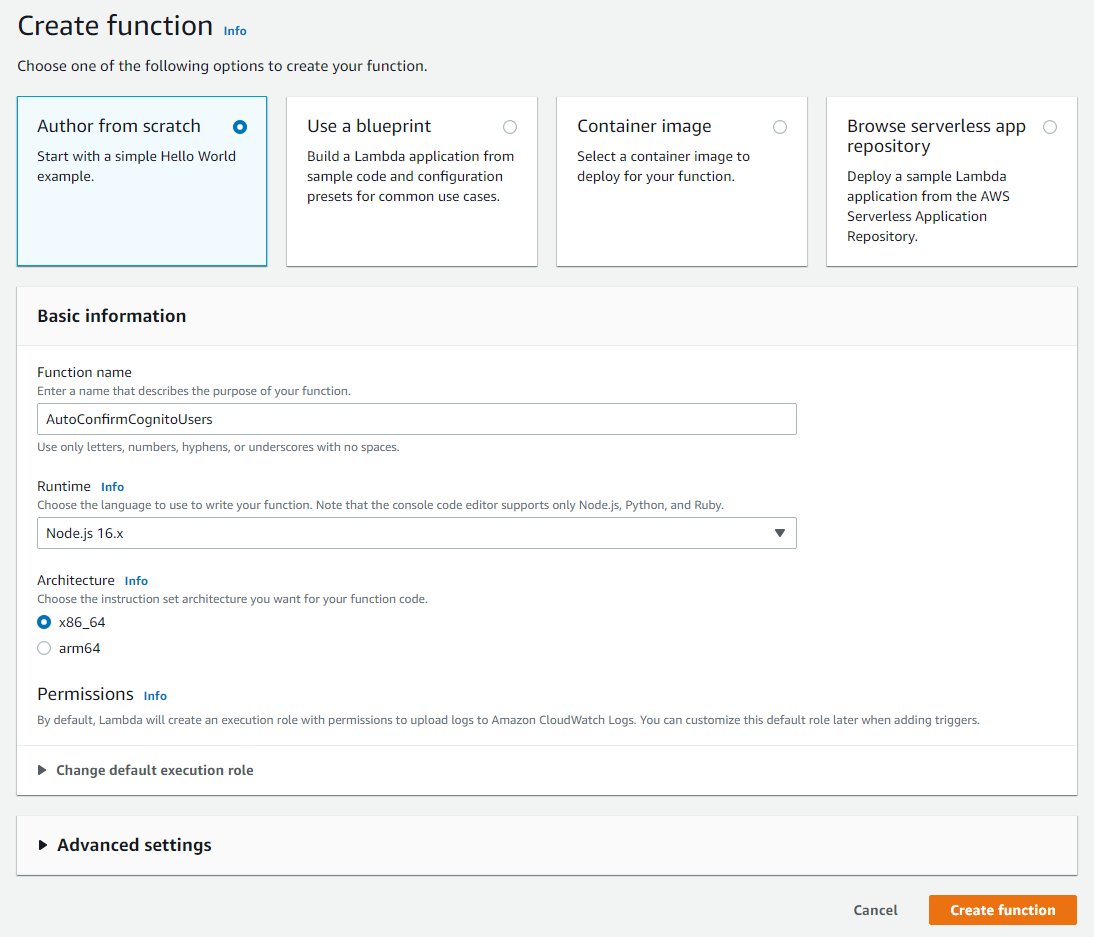 Create function Info
Choose one of the following options to create your function.
Author from scratch
Start with a simple Hello World
example.
Use a blueprint
Build a Lambda application from
sample code and configuration
presets for common use cases.
Container image
Select a container image to
deploy for your function.
Browse serverless app
repository
Deploy a sample Lambda
application from the AWS
Serverless Application
Repository.
Basic information
Function name
Enter a name that describes the purpose of your function.
AutoConfirmCognitoUsers
Use only letters, numbers, hyphens, or underscores with no spaces.
Runtime Info
Choose the language to use to write your function. Note that the console code editor supports only Node.js, Python, and Ruby.
Node.js 16.x
Architecture Info
Choose the instruction set architecture you want for your function code.
x86_64
arm64
Permissions Info
By default, Lambda will create an execution role with permissions to upload logs to Amazon CloudWatch Logs. You can customize this default role later when adding triggers.
Change default execution role
Advanced settings
Cancel
Create function